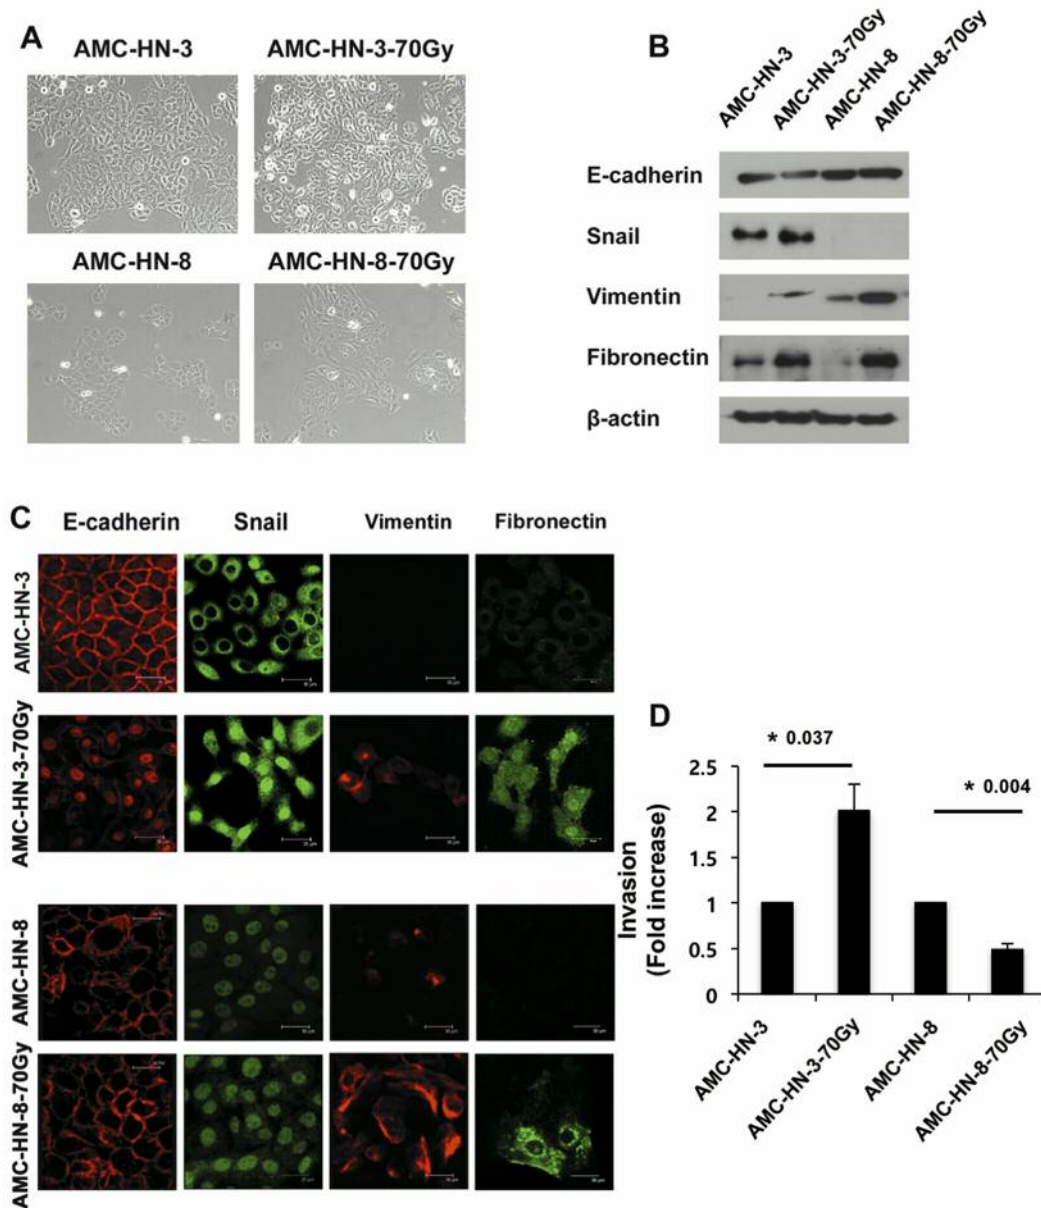 A
AMC-HN-3
AMC-HN-3-70Gy
AMC-HN-8
AMC-HN-8-70Gy
B
AMC-HN-3
AMC-HN-3-70Gy
AMC-HN-8
AMC-HN-8-70Gy
E-cadherin
Snail
Vimentin
Fibronectin
β-actin
C
E-cadherin
Snail
Vimentin
Fibronectin
AMC-HN-3
AMC-HN-3-70Gy
AMC-HN-8
AMC-HN-8-70Gy
D
* 0.037
* 0.004
Invasion
(Fold increase)
2.5
2
1.5
1
0.5
0
AMC-HN-3
AMC-HN-3-70Gy
AMC-HN-8
AMC-HN-8-70Gy